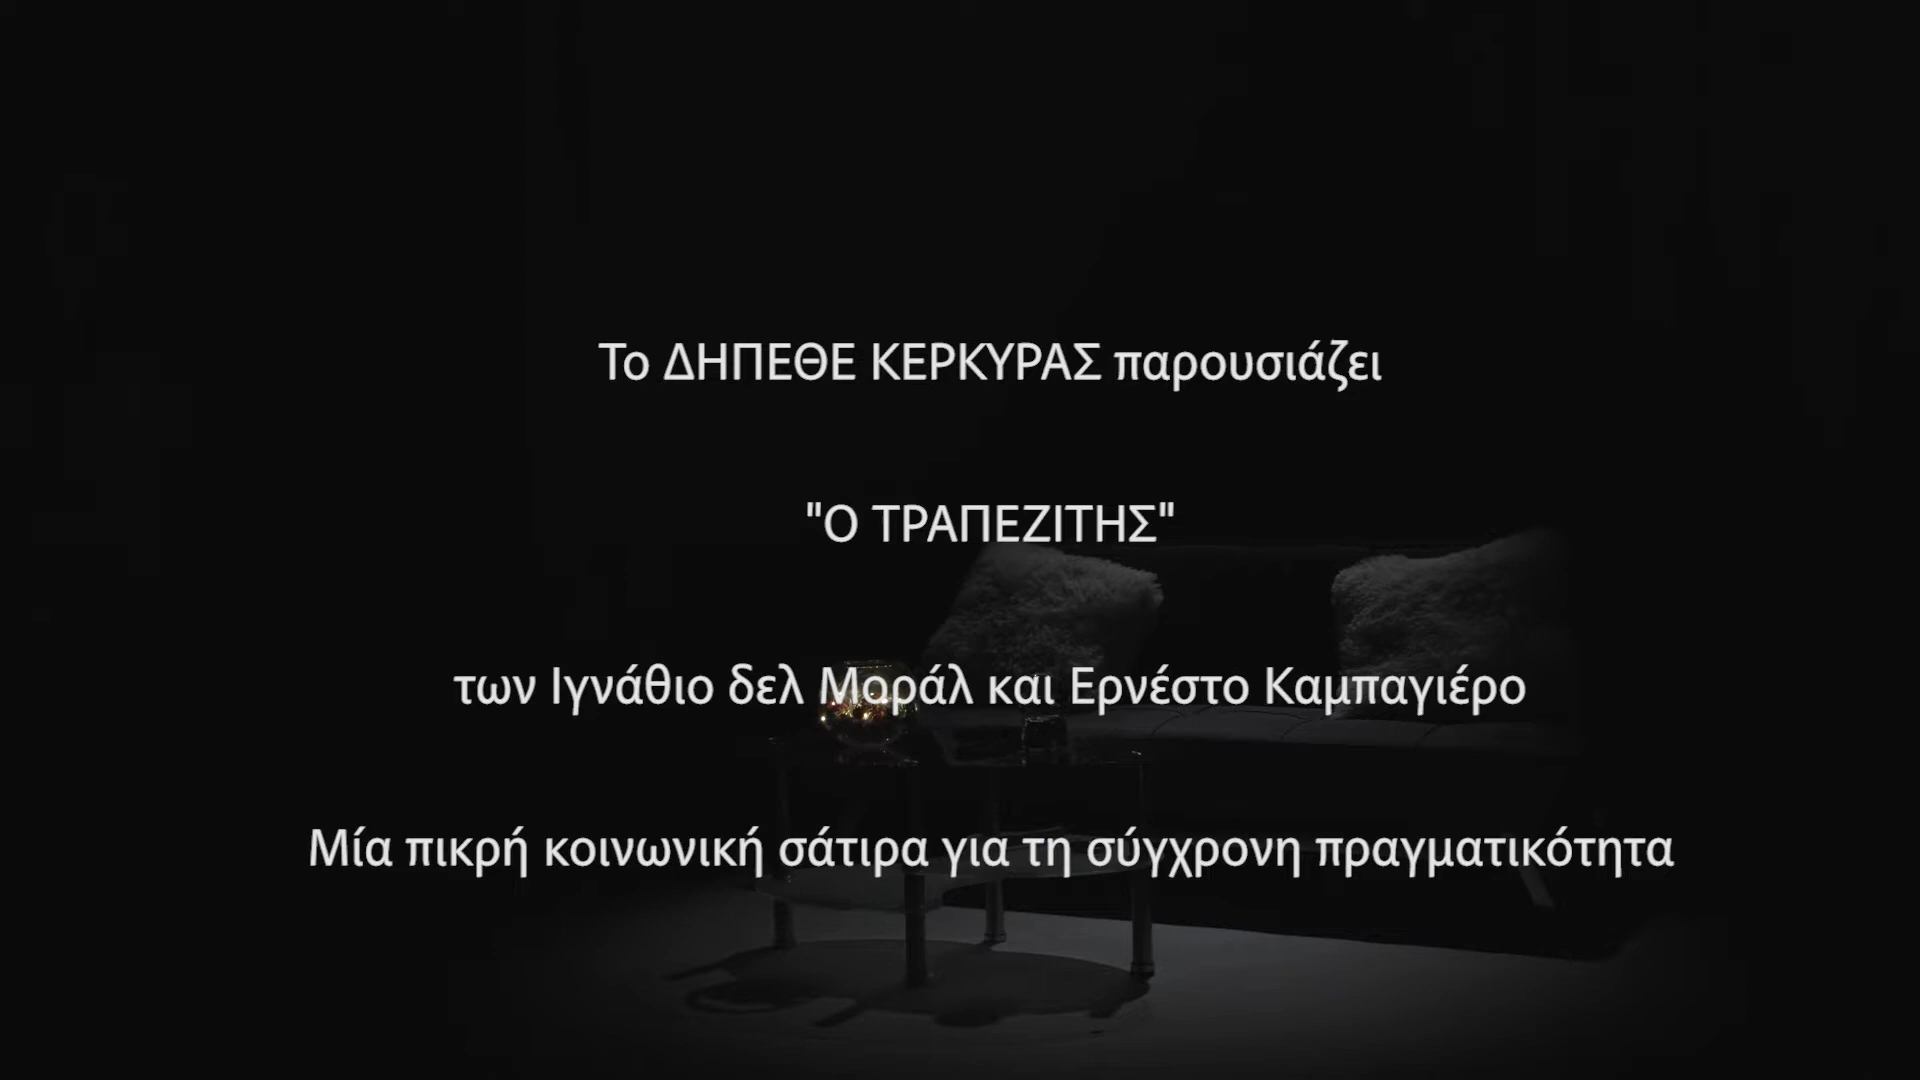 Το ΔΗΠΕΘΕ ΚΕΡΚΥΡΑΣ παρουσιάζει
"Ο ΤΡΑΠΕΖΙΤΗΣ"
των Ιγνάθιο δελ Μοράλ και Ερνέστο Καμπαγιέρο
Μία πικρή κοινωνική σάτιρα για τη σύγχρονη πραγματικότητα